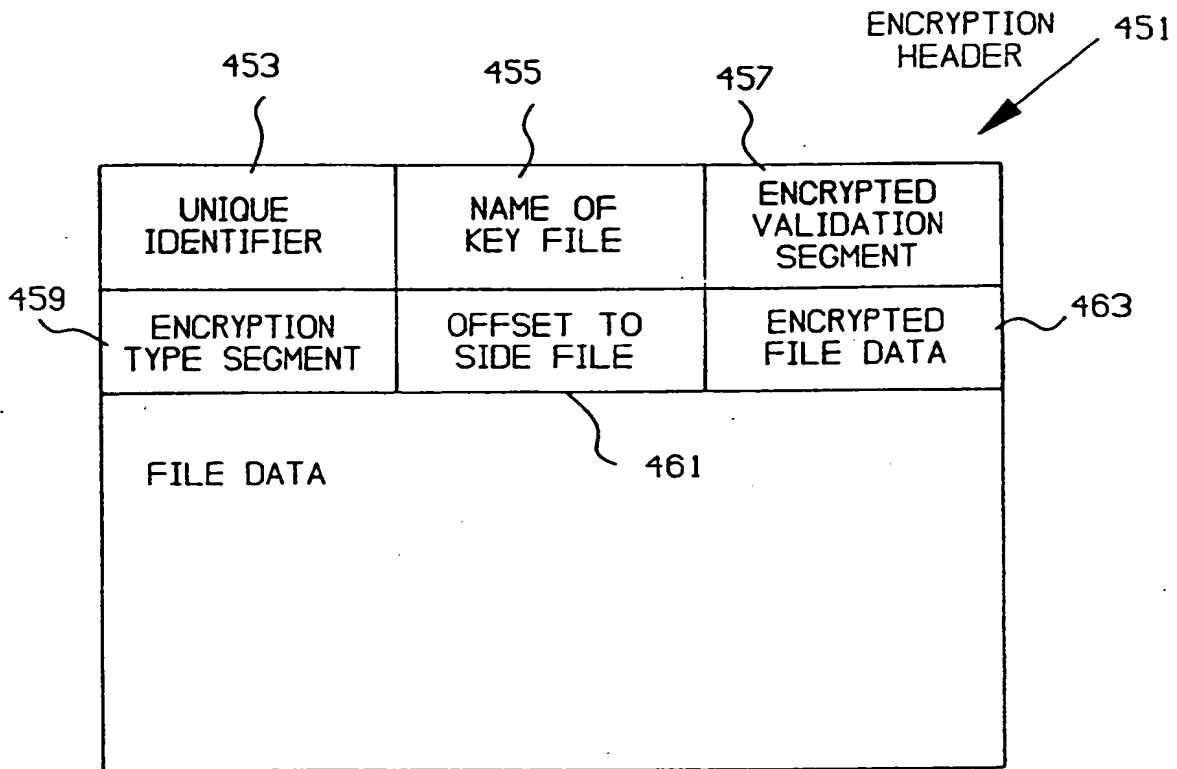 ENCRYPTION
HEADER
451
453
455
457
UNIQUE
IDENTIFIER
NAME OF
KEY FILE
ENCRYPTED
VALIDATION
SEGMENT
459
ENCRYPTION
TYPE SEGMENT
OFFSET TO
SIDE FILE
ENCRYPTED
FILE DATA
463
461
FILE DATA